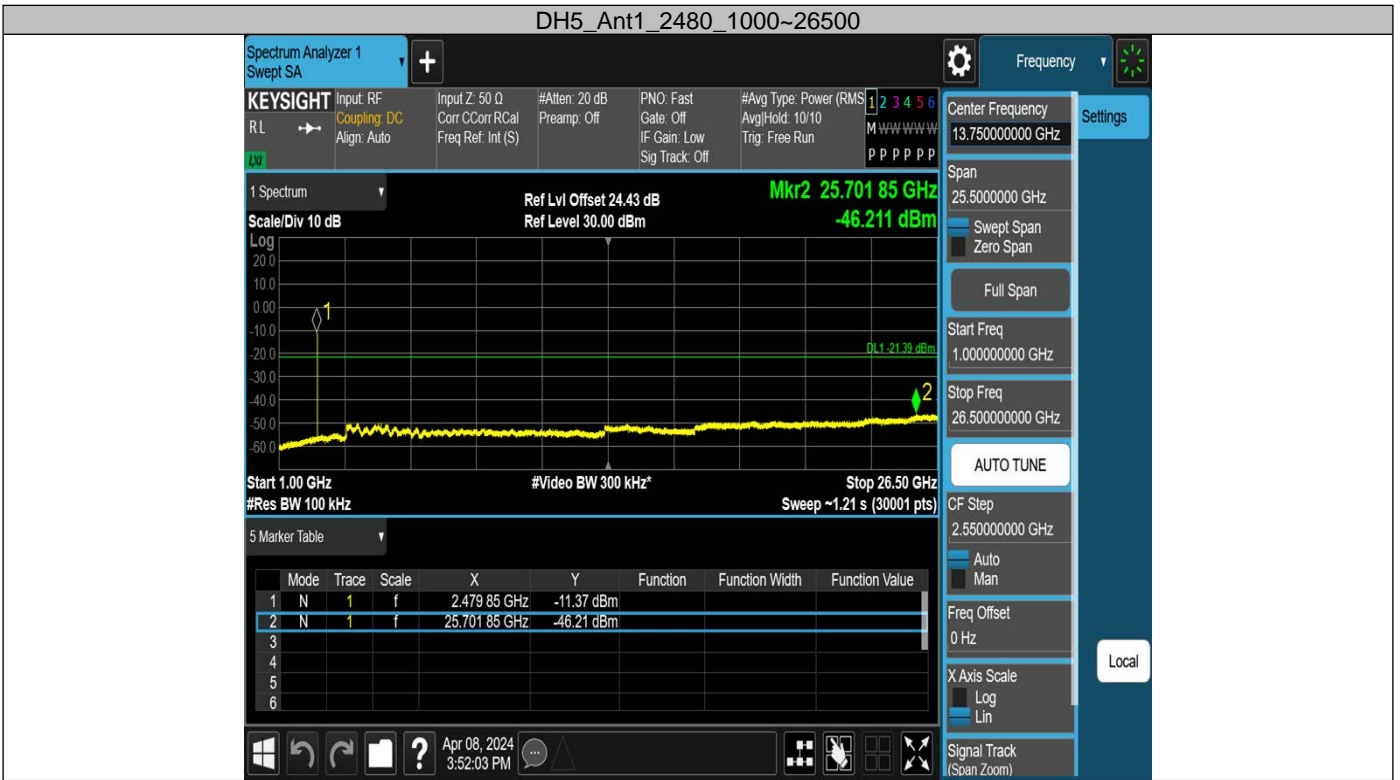 DH5_Ant1_2480_1000~26500
Spectrum Analyzer 1
Swept SA
+
Frequency
KEYSIGHT
RL
LXI
Input: RF
Coupling: DC
Align: Auto
Input Z: 50 Ω
Corr CCorr RCal
Freq Ref: Int (S)
#Atten: 20 dB
Preamp: Off
PNO: Fast
Gate: Off
IF Gain: Low
Sig Track: Off
#Avg Type: Power (RMS
Avg|Hold: 10/10
Trig: Free Run
1 2 3 4 5 6
M W W W W W
P P P P P P
1 Spectrum
Scale/Div 10 dB
Ref Lvl Offset 24.43 dB
Ref Level 30.00 dBm
Mkr2 25.701 85 GHz
-46.211 dBm
Log
20.0
10.0
0.00
-10.0
-20.0
-30.0
-40.0
-50.0
-60.0
1
DL1 -21.39 dBm
2
Start 1.00 GHz
#Video BW 300 kHz*
Stop 26.50 GHz
#Res BW 100 kHz
Sweep ~1.21 s (30001 pts)
5 Marker Table
Mode Trace Scale X Y Function Function Width Function Value
1 N 1 f 2.479 85 GHz -11.37 dBm
2 N 1 f 25.701 85 GHz -46.21 dBm
3
4
5
6
?
Apr 08, 2024
3:52:03 PM
Center Frequency
13.750000000 GHz
Settings
Span
25.5000000 GHz
Swept Span
Zero Span
Full Span
Start Freq
1.000000000 GHz
Stop Freq
26.500000000 GHz
AUTO TUNE
CF Step
2.550000000 GHz
Auto
Man
Freq Offset
0 Hz
Local
X Axis Scale
Log
Lin
Signal Track
(Span Zoom)